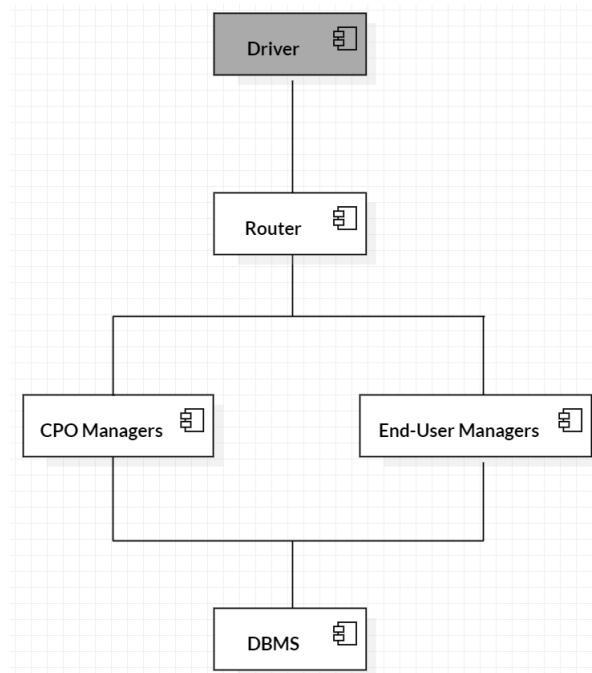 Driver
Router
CPO Managers
End-User Managers
DBMS